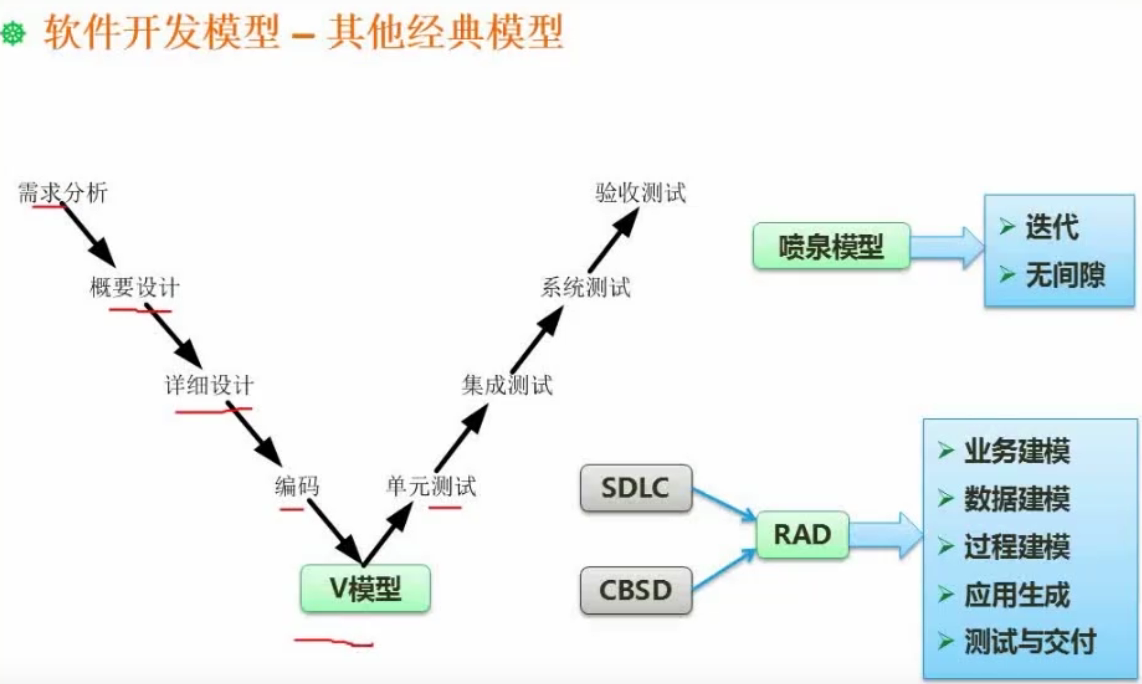 软件开发模型 – 其他经典模型
需求分析
概要设计
详细设计
编码
V模型
单元测试
集成测试
系统测试
验收测试
喷泉模型
迭代
无间隙
SDLC
CBSD
RAD
业务建模
数据建模
过程建模
应用生成
测试与交付